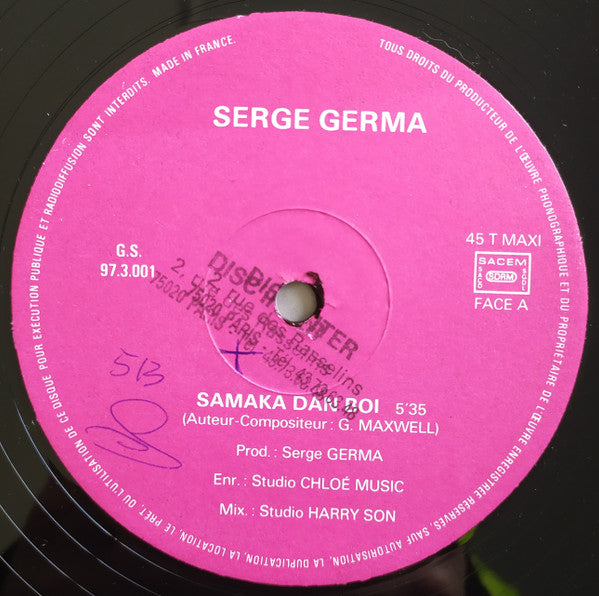 TOUS DROITS DU PRODUCTEUR DE L'ŒUVRE PHONOGRAPHIQUE ET DU PROPRIÉTAIRE DE L'ŒUVRE ENREGISTRÉE RÉSERVÉS, SAUF AUTORISATION, LA DUPLICATION, LA LOCATION, LE PRÊT, OU L'UTILISATION DE CE DISQUE POUR EXÉCUTION PUBLIQUE ET RADIODIFFUSION SONT INTERDITS. MADE IN FRANCE.
SERGE GERMA
G.S.
97.3.001
45 T MAXI
SACEM
SACD
SDRM
SGDL
FACE A
75020 PARIS
5B
SAMAKA DAN BOI 5'35
(Auteur-Compositeur : G. MAXWELL)
Prod. : Serge GERMA
Enr. : Studio CHLOÉ MUSIC
Mix. : Studio HARRY SON